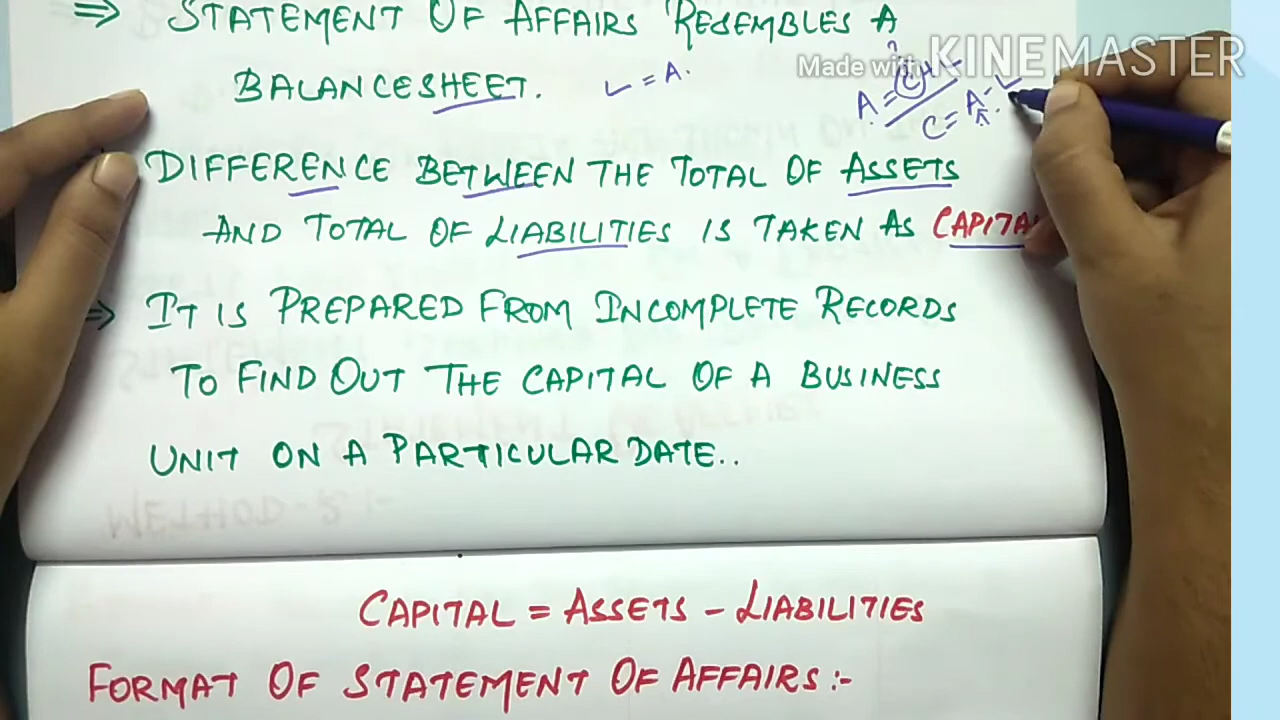 ⇒ STATEMENT OF AFFAIRS RESEMBLES A
Made with KINEMASTER
BALANCESHEET. L = A.
A = C+L
C = A - L
DIFFERENCE BETWEEN THE TOTAL OF ASSETS
AND TOTAL OF LIABILITIES IS TAKEN AS
⇒ IT IS PREPARED FROM INCOMPLETE RECORDS
TO FIND OUT THE CAPITAL OF A BUSINESS
UNIT ON A PARTICULAR DATE..
CAPITAL = ASSETS - LIABILITIES
FORMAT OF STATEMENT OF AFFAIRS :-